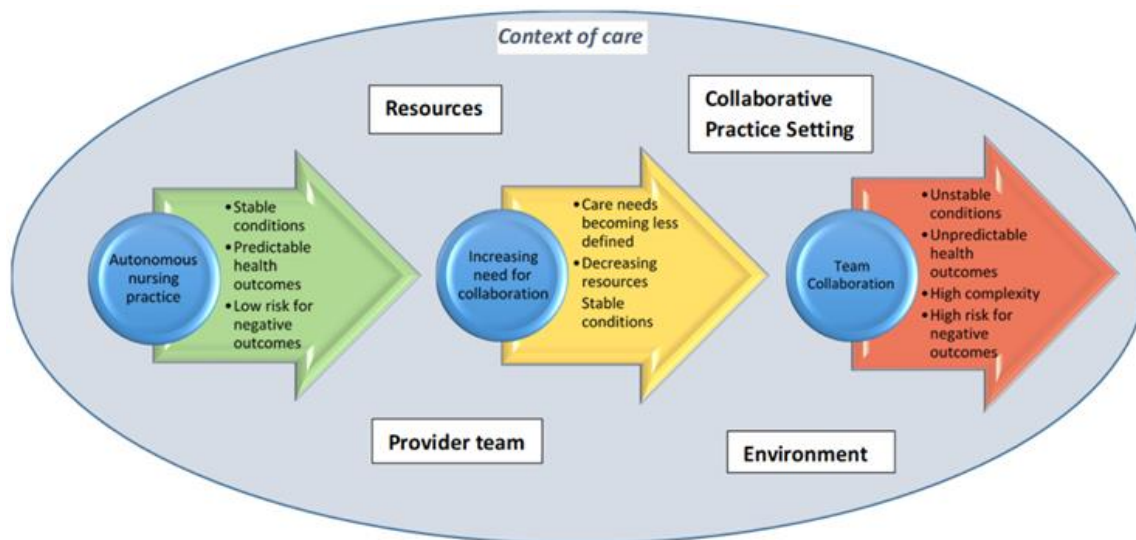 Context of care
Resources
Collaborative
Practice Setting
Autonomous
nursing
practice
•Stable
conditions
•Predictable
health
outcomes
•Low risk for
negative
outcomes
Increasing
need for
collaboration
•Care needs
becoming less
defined
•Decreasing
resources
Stable
conditions
Team
Collaboration
•Unstable
conditions
•Unpredictable
health
outcomes
•High complexity
•High risk for
negative
outcomes
Provider team
Environment